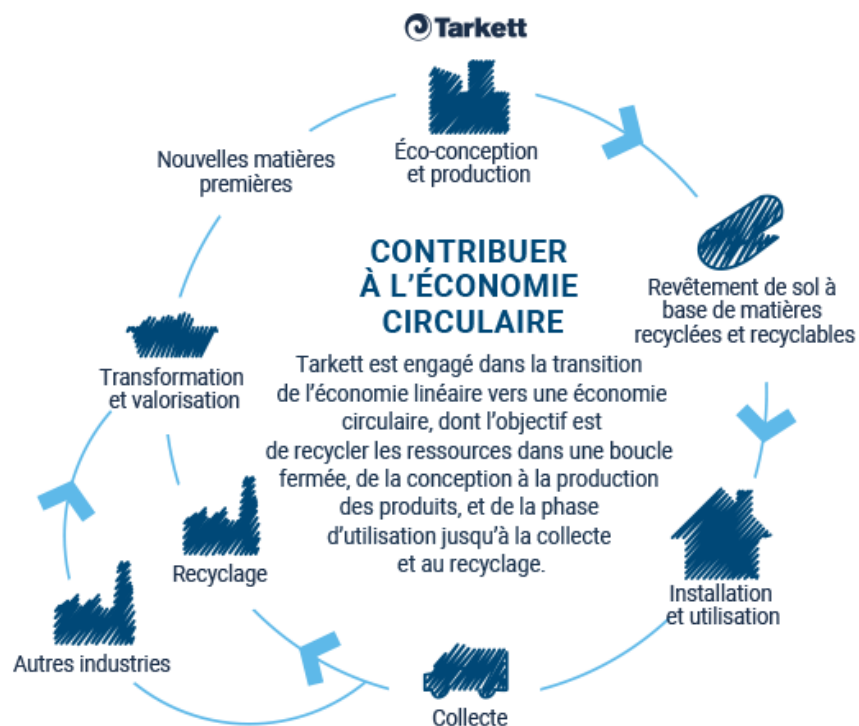 Tarkett
Éco-conception
et production
Nouvelles matières
premières
CONTRIBUER
À L’ÉCONOMIE
CIRCULAIRE
Revêtement de sol à
base de matières
recyclées et recyclables
Tarkett est engagé dans la transition
de l’économie linéaire vers une économie
circulaire, dont l’objectif est
de recycler les ressources dans une boucle
fermée, de la conception à la production
des produits, et de la phase
d’utilisation jusqu’à la collecte
et au recyclage.
Transformation
et valorisation
Recyclage
Installation
et utilisation
Autres industries
Collecte